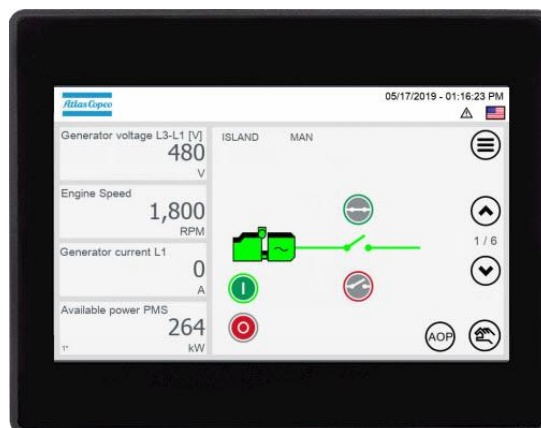 Atlas Copco
05/17/2019 - 01:16:23 PM
Generator voltage L3-L1 [V]
480
V
ISLAND MAN
Engine Speed
1,800
RPM
1 / 6
Generator current L1
0
A
Available power PMS
264
kW
AOP